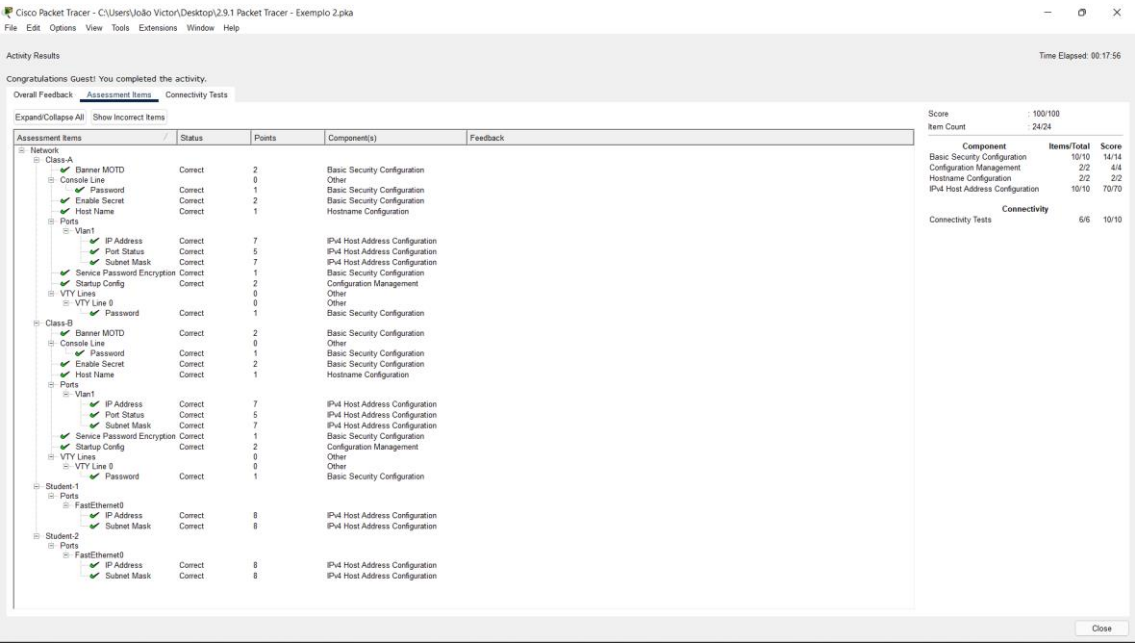 Cisco Packet Tracer - C:\Users\João Victor\Desktop\2.9.1 Packet Tracer - Exemplo 2.pka
File Edit Options View Tools Extensions Window Help
Activity Results Time Elapsed: 00:17:56
Congratulations Guest! You completed the activity.
Overall Feedback Assessment Items Connectivity Tests
Expand/Collapse All Show Incorrect Items
Assessment Items Status Points Component(s) Feedback
Network
Class-A
Banner MOTD Correct 2 Basic Security Configuration
Console Line 0 Other
Password Correct 1 Basic Security Configuration
Enable Secret Correct 2 Basic Security Configuration
Host Name Correct 1 Hostname Configuration
Ports
Vlan1
IP Address Correct 7 IPv4 Host Address Configuration
Port Status Correct 5 IPv4 Host Address Configuration
Subnet Mask Correct 7 IPv4 Host Address Configuration
Service Password Encryption Correct 1 Basic Security Configuration
Startup Config Correct 2 Configuration Management
VTY Lines 0 Other
VTY Line 0 0 Other
Password Correct 1 Basic Security Configuration
Class-B
Banner MOTD Correct 2 Basic Security Configuration
Console Line 0 Other
Password Correct 1 Basic Security Configuration
Enable Secret Correct 2 Basic Security Configuration
Host Name Correct 1 Hostname Configuration
Ports
Vlan1
IP Address Correct 7 IPv4 Host Address Configuration
Port Status Correct 5 IPv4 Host Address Configuration
Subnet Mask Correct 7 IPv4 Host Address Configuration
Service Password Encryption Correct 1 Basic Security Configuration
Startup Config Correct 2 Configuration Management
VTY Lines 0 Other
VTY Line 0 0 Other
Password Correct 1 Basic Security Configuration
Student-1
Ports
FastEthernet0
IP Address Correct 8 IPv4 Host Address Configuration
Subnet Mask Correct 8 IPv4 Host Address Configuration
Student-2
Ports
FastEthernet0
IP Address Correct 8 IPv4 Host Address Configuration
Subnet Mask Correct 8 IPv4 Host Address Configuration
Score : 100/100
Item Count : 24/24
Component Items/Total Score
Basic Security Configuration 10/10 14/14
Configuration Management 2/2 4/4
Hostname Configuration 2/2 2/2
IPv4 Host Address Configuration 10/10 70/70
Connectivity
Connectivity Tests 6/6 10/10
Close